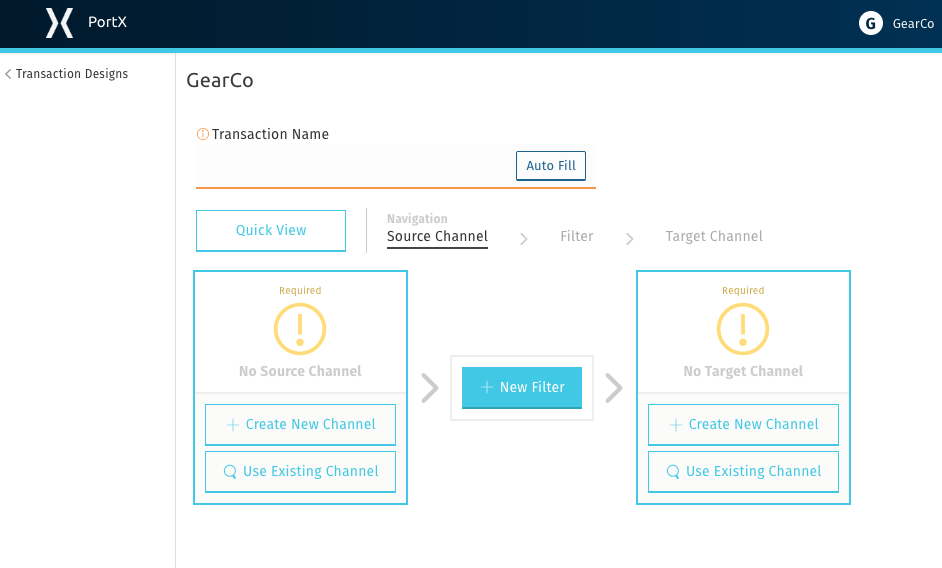 PortX
G GearCo
Transaction Designs
GearCo
Transaction Name
Auto Fill
Quick View
Navigation
Source Channel
Filter
Target Channel
Required
No Source Channel
Create New Channel
Use Existing Channel
New Filter
Required
No Target Channel
Create New Channel
Use Existing Channel